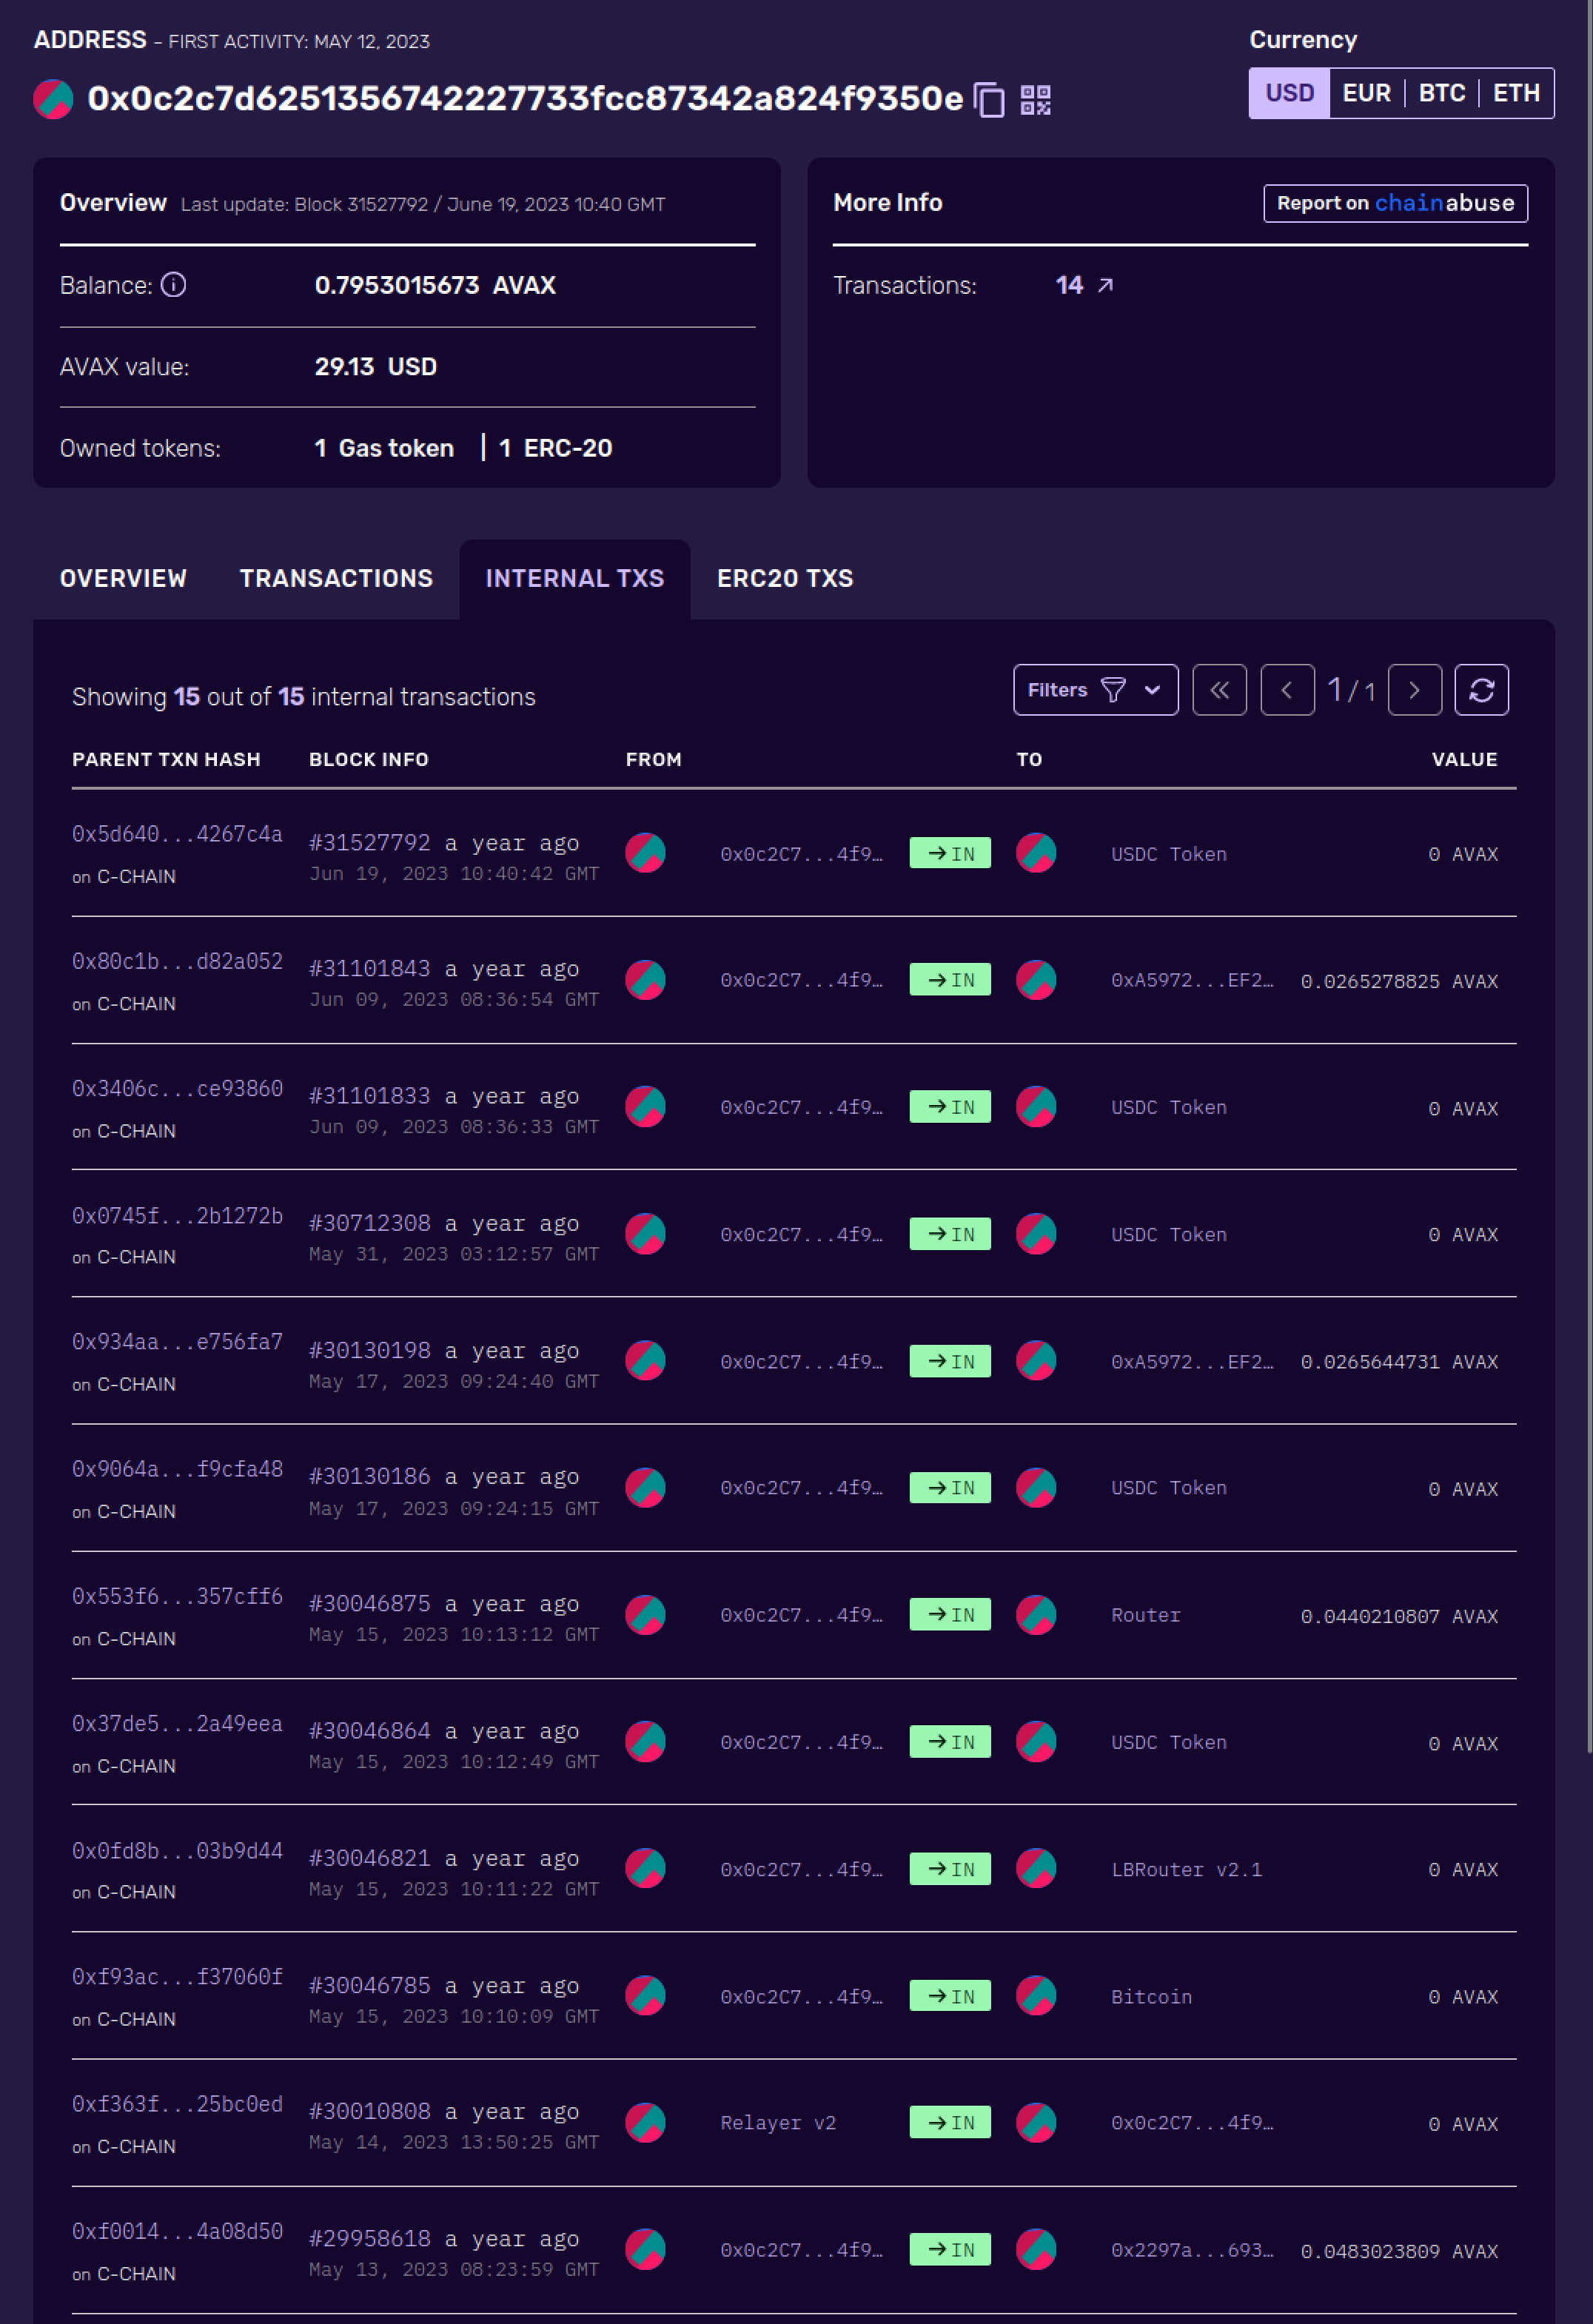 ADDRESS - FIRST ACTIVITY: MAY 12, 2023
Currency
0x0c2c7d6251356742227733fcc87342a824f9350e
USD EUR BTC ETH
Overview Last update: Block 31527792 / June 19, 2023 10:40 GMT
Balance: 0.7953015673 AVAX
AVAX value: 29.13 USD
Owned tokens: 1 Gas token | 1 ERC-20
More Info Report on chainabuse
Transactions: 14
OVERVIEW TRANSACTIONS INTERNAL TXS ERC20 TXS
Showing 15 out of 15 internal transactions
Filters 1 / 1
PARENT TXN HASH BLOCK INFO FROM TO VALUE
0x5d640...4267c4a #31527792 a year ago 0x0c2C7...4f9… IN USDC Token 0 AVAX
on C-CHAIN Jun 19, 2023 10:40:42 GMT
0x80c1b...d82a052 #31101843 a year ago 0x0c2C7...4f9… IN 0xA5972...EF2… 0.0265278825 AVAX
on C-CHAIN Jun 09, 2023 08:36:54 GMT
0x3406c...ce93860 #31101833 a year ago 0x0c2C7...4f9… IN USDC Token 0 AVAX
on C-CHAIN Jun 09, 2023 08:36:33 GMT
0x0745f...2b1272b #30712308 a year ago 0x0c2C7...4f9… IN USDC Token 0 AVAX
on C-CHAIN May 31, 2023 03:12:57 GMT
0x934aa...e756fa7 #30130198 a year ago 0x0c2C7...4f9… IN 0xA5972...EF2… 0.0265644731 AVAX
on C-CHAIN May 17, 2023 09:24:40 GMT
0x9064a...f9cfa48 #30130186 a year ago 0x0c2C7...4f9… IN USDC Token 0 AVAX
on C-CHAIN May 17, 2023 09:24:15 GMT
0x553f6...357cff6 #30046875 a year ago 0x0c2C7...4f9… IN Router 0.0440210807 AVAX
on C-CHAIN May 15, 2023 10:13:12 GMT
0x37de5...2a49eea #30046864 a year ago 0x0c2C7...4f9… IN USDC Token 0 AVAX
on C-CHAIN May 15, 2023 10:12:49 GMT
0x0fd8b...03b9d44 #30046821 a year ago 0x0c2C7...4f9… IN LBRouter v2.1 0 AVAX
on C-CHAIN May 15, 2023 10:11:22 GMT
0xf93ac...f37060f #30046785 a year ago 0x0c2C7...4f9… IN Bitcoin 0 AVAX
on C-CHAIN May 15, 2023 10:10:09 GMT
0xf363f...25bc0ed #30010808 a year ago Relayer v2 IN 0x0c2C7...4f9… 0 AVAX
on C-CHAIN May 14, 2023 13:50:25 GMT
0xf0014...4a08d50 #29958618 a year ago 0x0c2C7...4f9… IN 0x2297a...693… 0.0483023809 AVAX
on C-CHAIN May 13, 2023 08:23:59 GMT